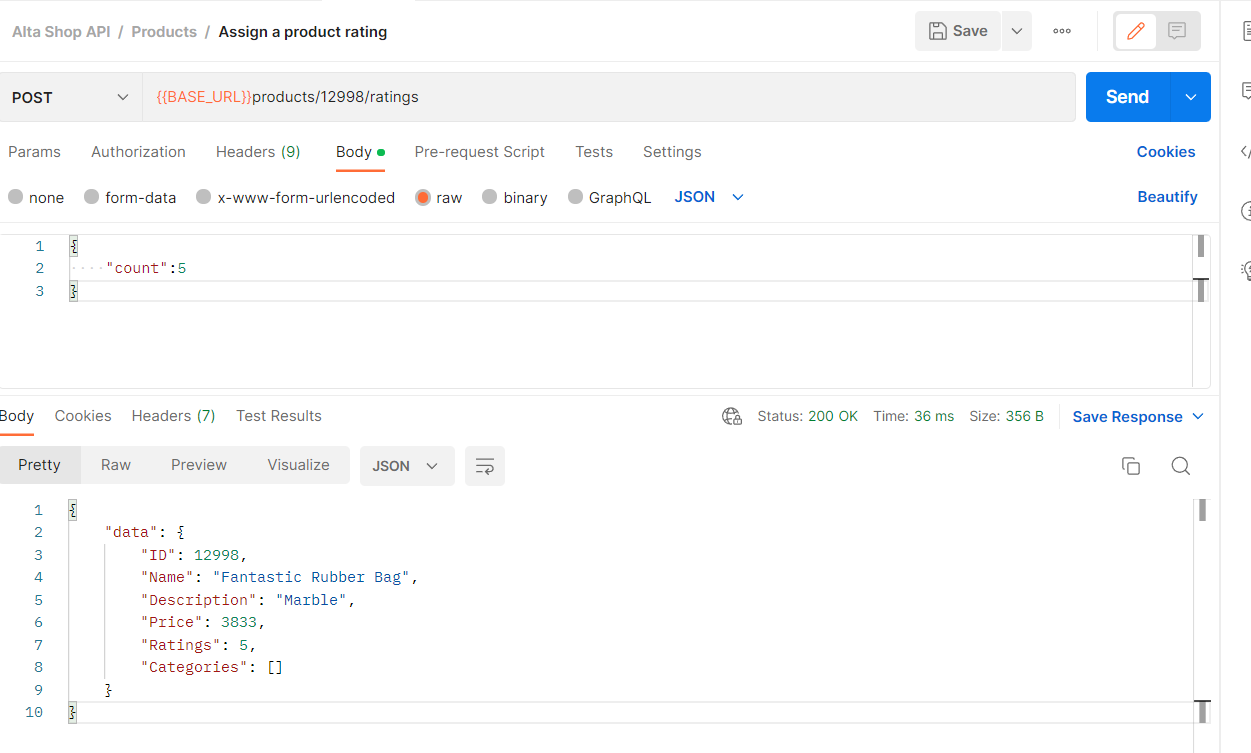 Alta Shop API / Products / Assign a product rating
Save
POST
{{BASE_URL}}products/12998/ratings
Send
Params Authorization Headers (9) Body Pre-request Script Tests Settings Cookies
none form-data x-www-form-urlencoded raw binary GraphQL JSON Beautify
1 {
2 ····"count":5
3 }
Body Cookies Headers (7) Test Results Status: 200 OK Time: 36 ms Size: 356 B Save Response
Pretty Raw Preview Visualize JSON
1 {
2 "data": {
3 "ID": 12998,
4 "Name": "Fantastic Rubber Bag",
5 "Description": "Marble",
6 "Price": 3833,
7 "Ratings": 5,
8 "Categories": []
9 }
10 }